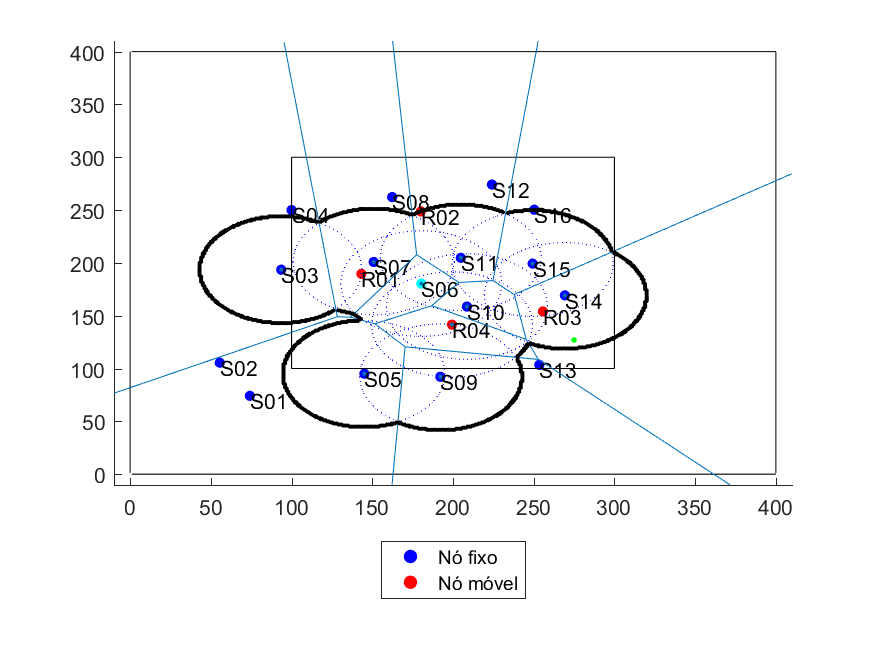 400
350
300
250
200
150
100
50
0
S12
S08
S04 R02 S16
S07 S11
S03 R01 S15
S06
S14
S10 R03
R04
S02 S13
S05 S09
S01
0 50 100 150 200 250 300 350 400
Nó fixo
Nó móvel